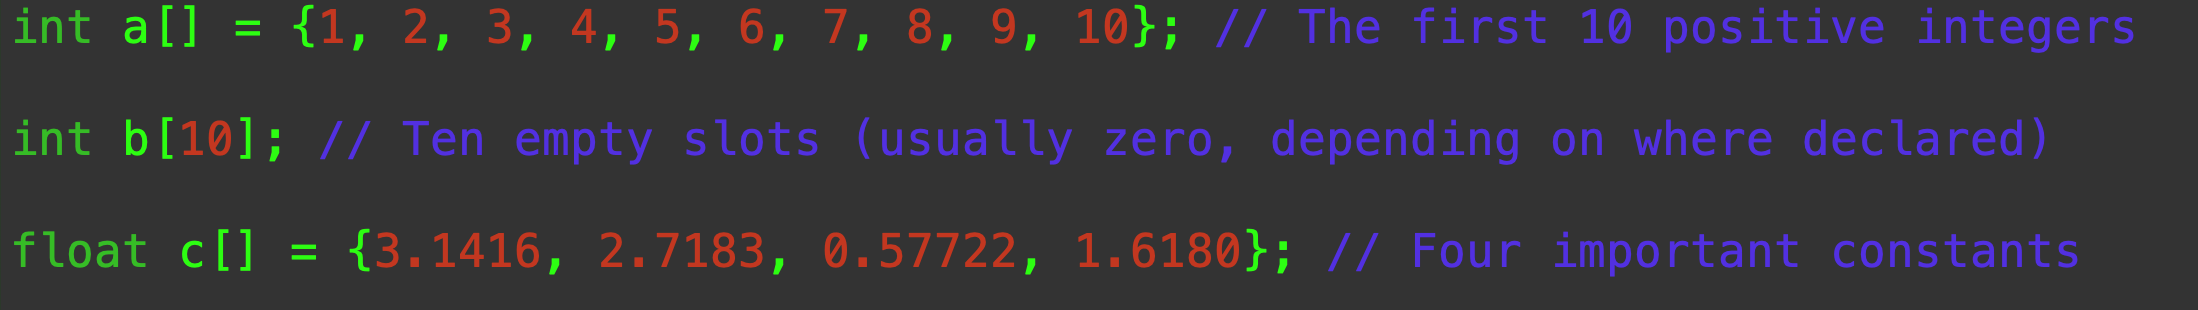 int a[] = {1, 2, 3, 4, 5, 6, 7, 8, 9, 10}; // The first 10 positive integers
int b[10]; // Ten empty slots (usually zero, depending on where declared)
float c[] = {3.1416, 2.7183, 0.57722, 1.6180}; // Four important constants